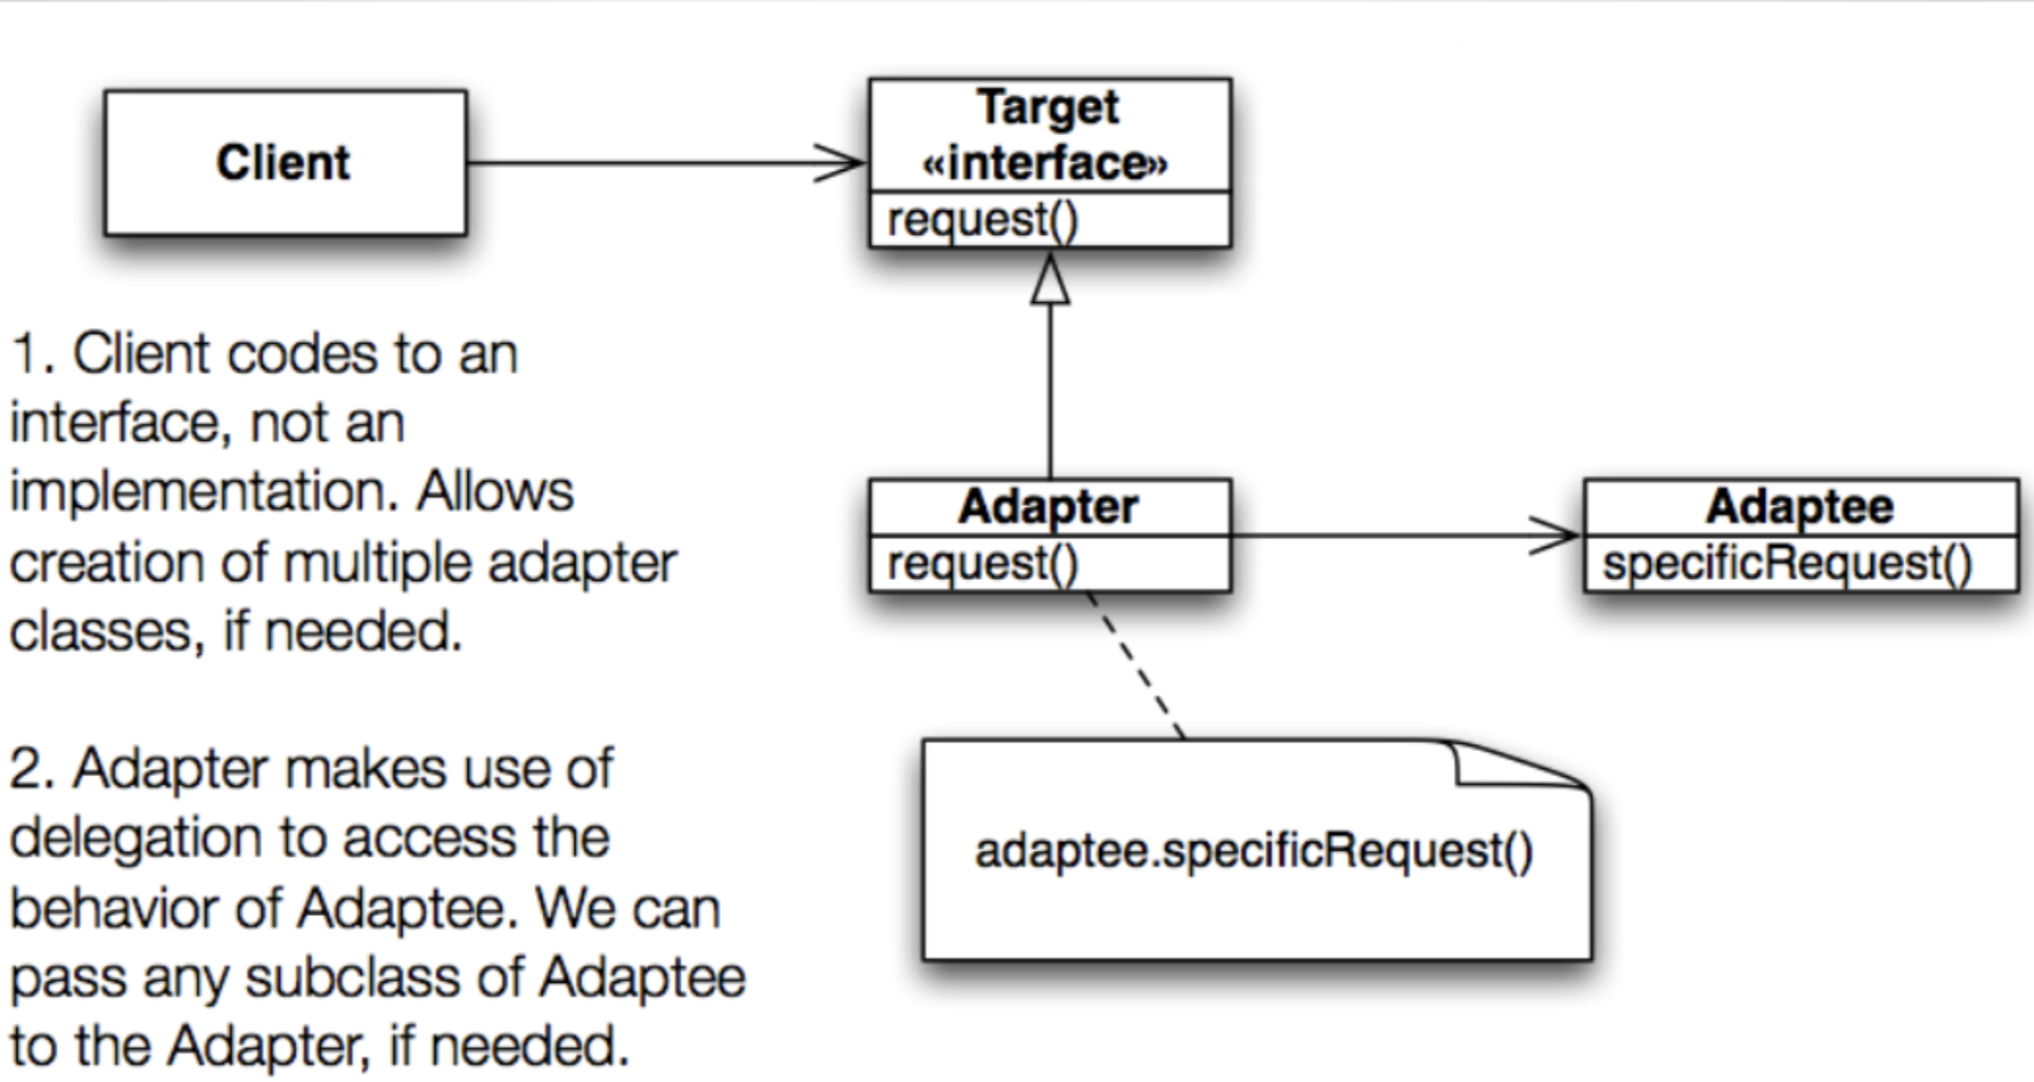 Client
Target
«interface»
request()
1. Client codes to an
interface, not an
implementation. Allows
creation of multiple adapter
classes, if needed.
Adapter
request()
Adaptee
specificRequest()
2. Adapter makes use of
delegation to access the
behavior of Adaptee. We can
pass any subclass of Adaptee
to the Adapter, if needed.
adaptee.specificRequest()